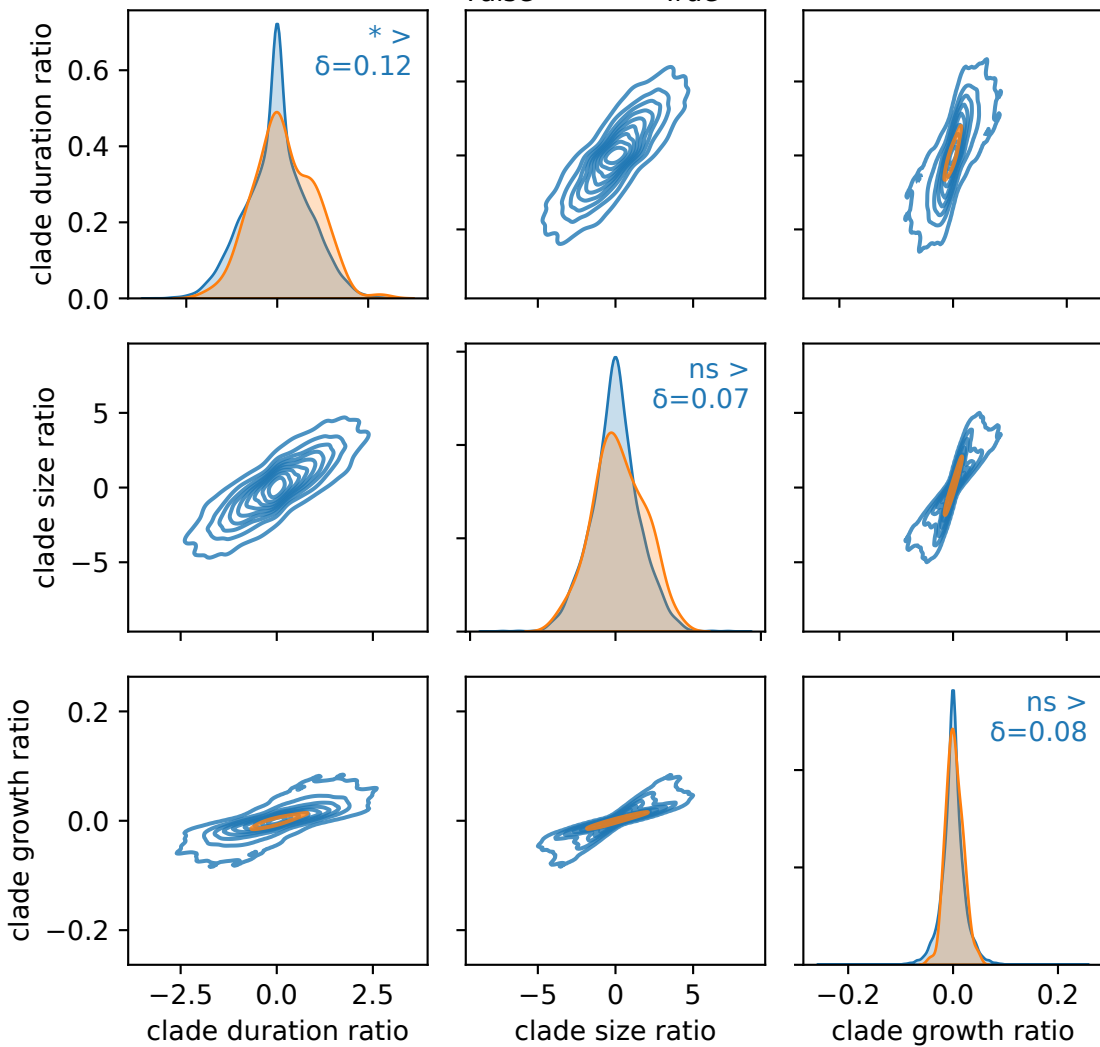 clade duration ratio
0.6
0.4
0.2
0.0
* >
δ=0.12
clade size ratio
5
0
−5
ns >
δ=0.07
clade growth ratio
0.2
0.0
−0.2
ns >
δ=0.08
−2.5 0.0 2.5
−5 0 5
−0.2 0.0 0.2
clade duration ratio
clade size ratio
clade growth ratio